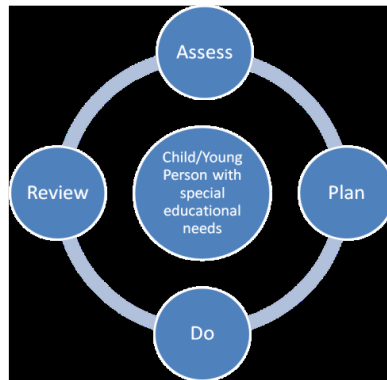 Assess
Child/Young
Person with
special
educational
needs
Review
Plan
Do